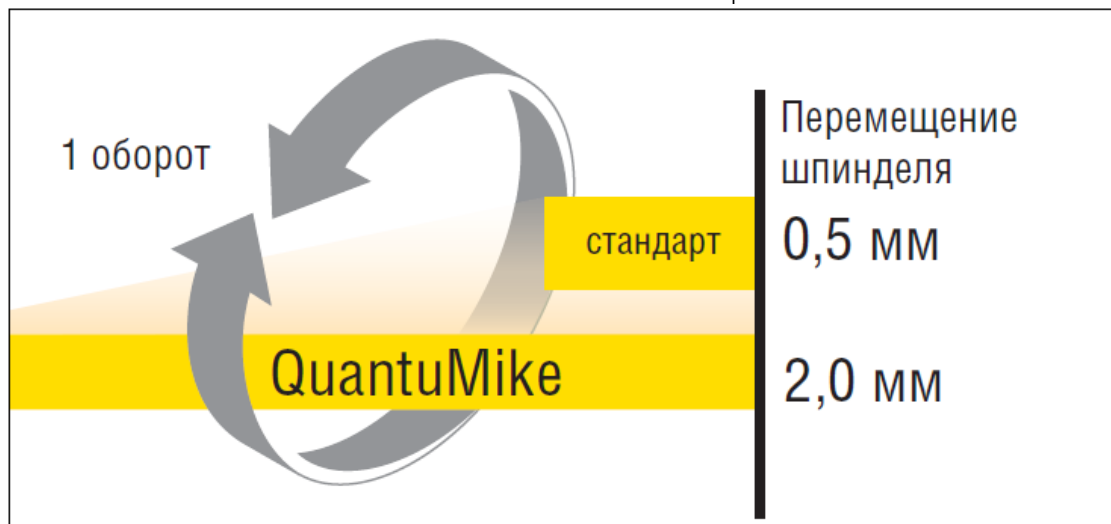 1 оборот
Перемещение
шпинделя
стандарт
0,5 мм
QuantuMike
2,0 мм